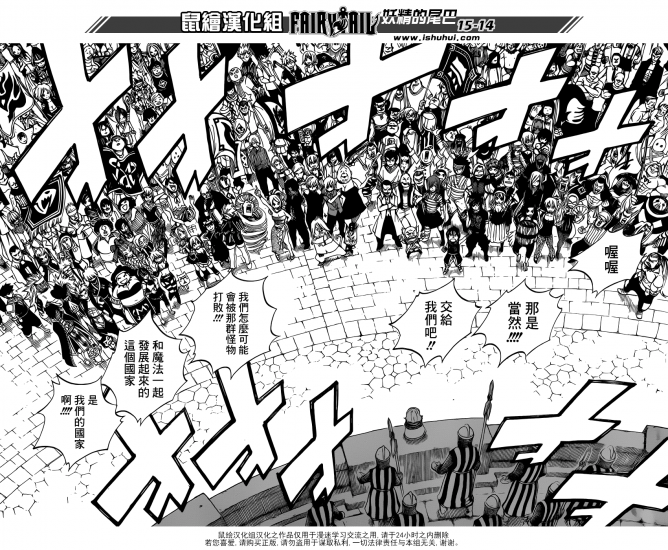 鼠繪漢化組 FAIRY TAIL 妖精的尾巴 15-14
www.ishuhui.com
喔喔
那是
當然!!!!
交給
我們吧!!
我們怎麼可能
會被那群怪物
打敗!!!
和魔法一起
發展起來的
這個國家
是
我們的國家
啊!!!!
鼠绘汉化组汉化之作品仅用于漫迷学习交流之用, 请于24小时之内删除
若您喜爱, 请购买正版, 请勿盗用于谋取私利, 一切法律责任与本组无关, 谢谢。